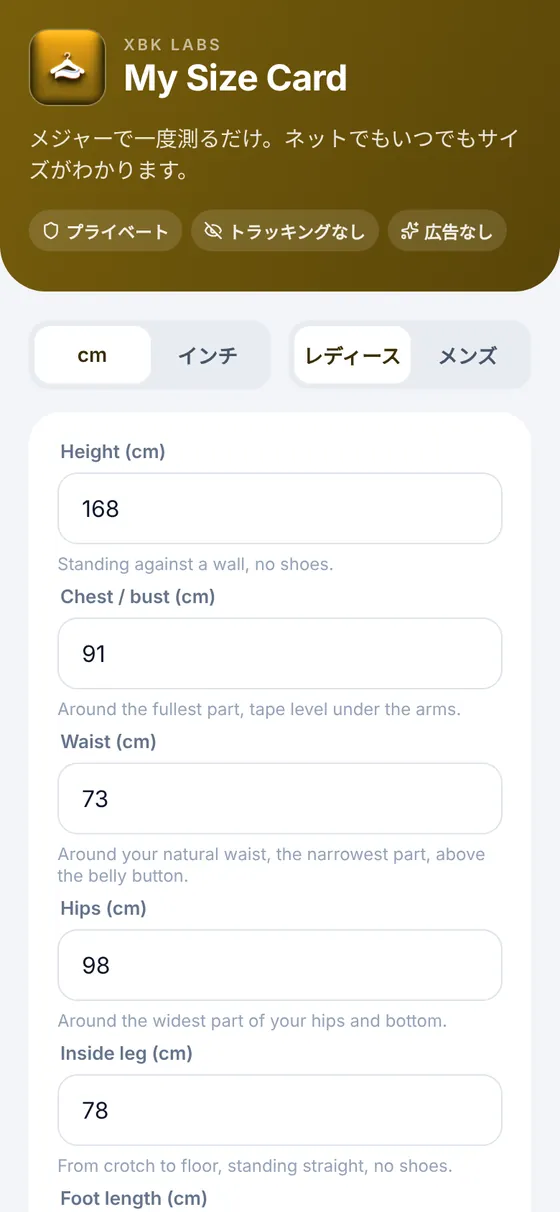 XBK LABS
My Size Card
メジャーで一度測るだけ。ネットでもいつでもサイ
ズがわかります。
プライベート
トラッキングなし
広告なし
cm
インチ
レディース
メンズ
Height (cm)
168
Standing against a wall, no shoes.
Chest / bust (cm)
91
Around the fullest part, tape level under the arms.
Waist (cm)
73
Around your natural waist, the narrowest part, above
the belly button.
Hips (cm)
98
Around the widest part of your hips and bottom.
Inside leg (cm)
78
From crotch to floor, standing straight, no shoes.
Foot length (cm)